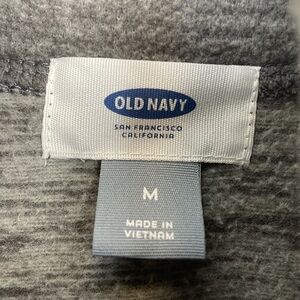 OLD NAVY
SAN FRANCISCO
CALIFORNIA
M
MADE IN
VIETNAM